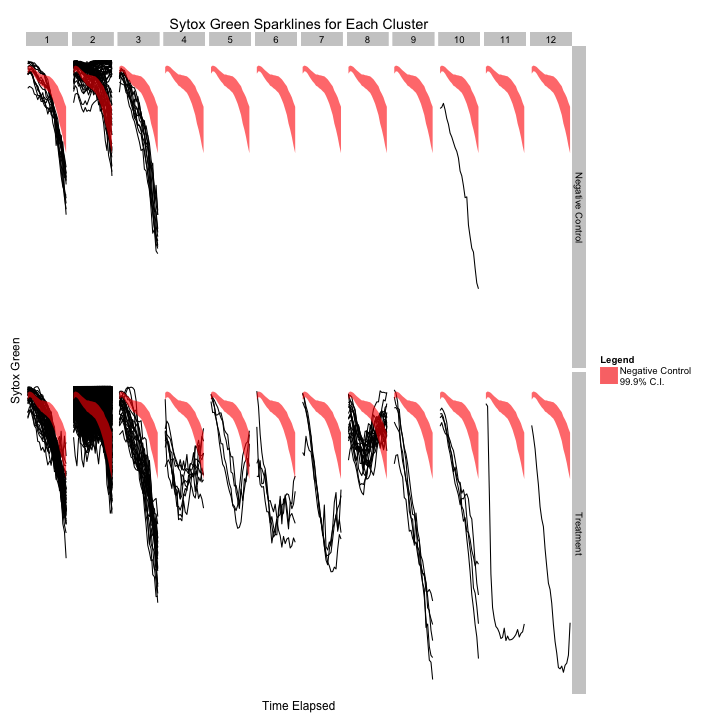 Sytox Green Sparklines for Each Cluster
1 2 3 4 5 6 7 8 9 10 11 12
Negative Control
Sytox Green
Legend
Negative Control
99.9% C.I.
Treatment
Time Elapsed